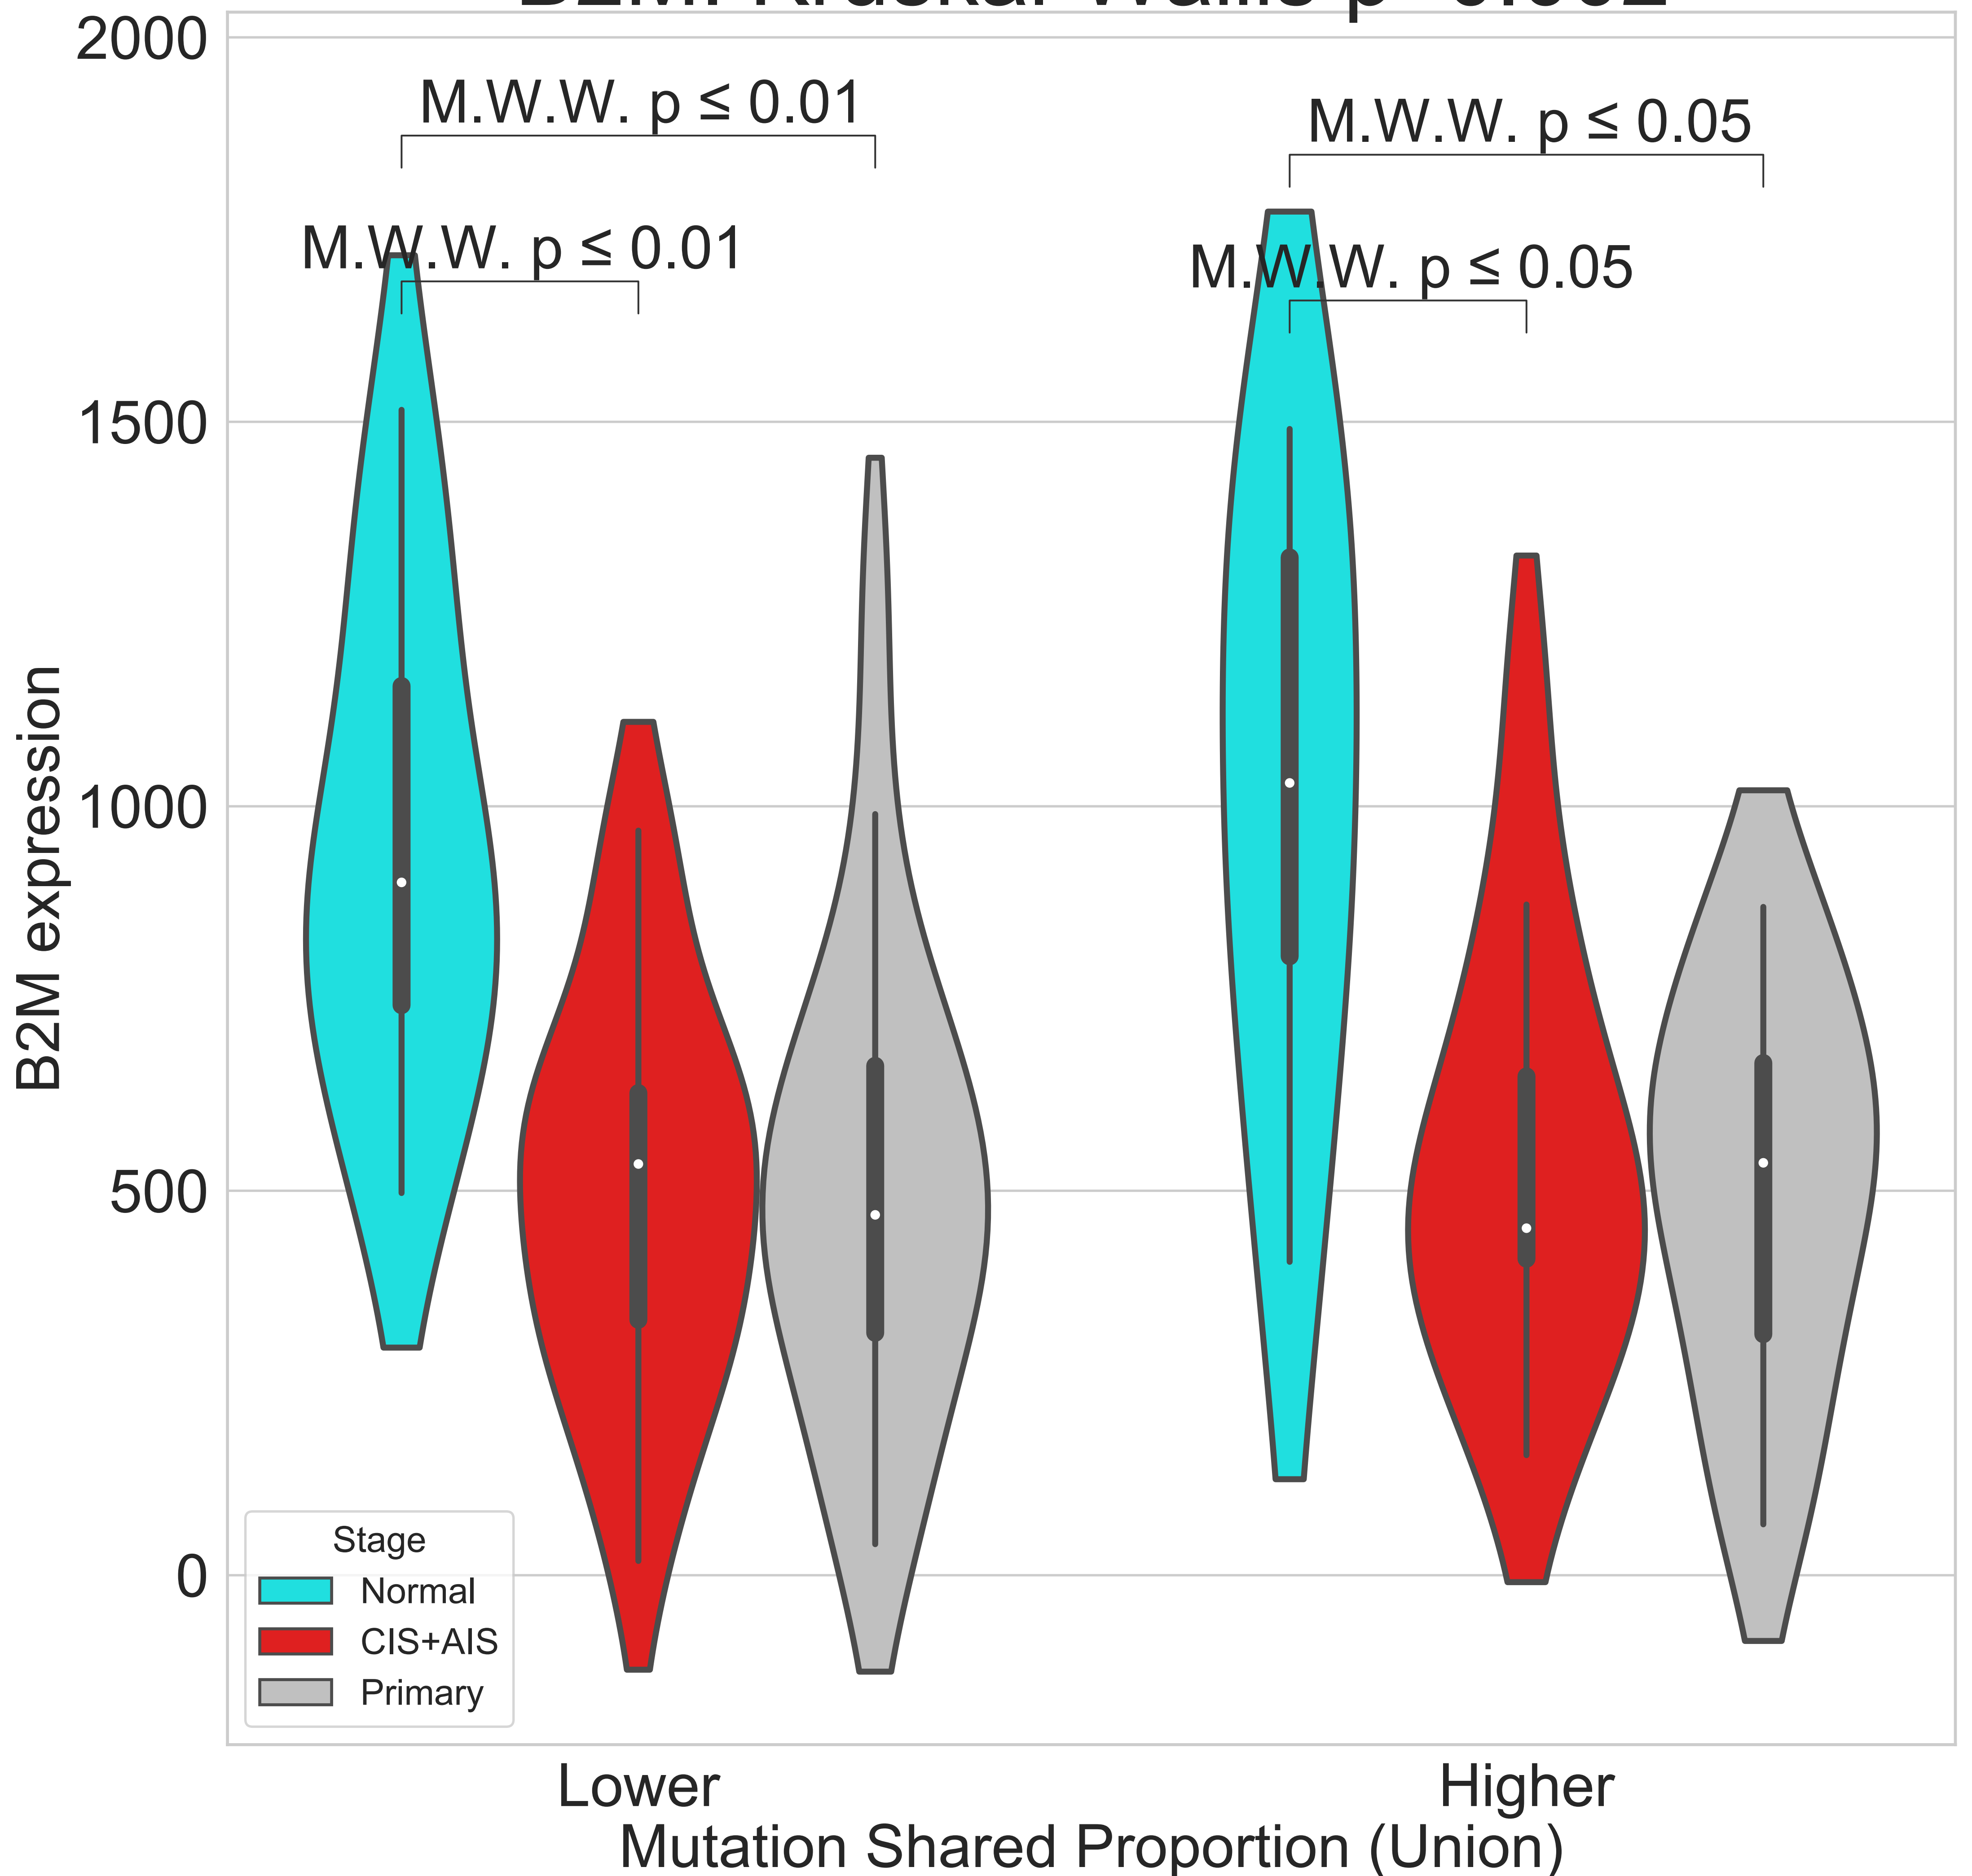 2000
M.W.W. p ≤ 0.01
M.W.W. p ≤ 0.05
M.W.W. p ≤ 0.01
M.W.W. p ≤ 0.05
1500
1000
500
0
B2M expression
Stage
Normal
CIS+AIS
Primary
Lower
Higher
Mutation Shared Proportion (Union)